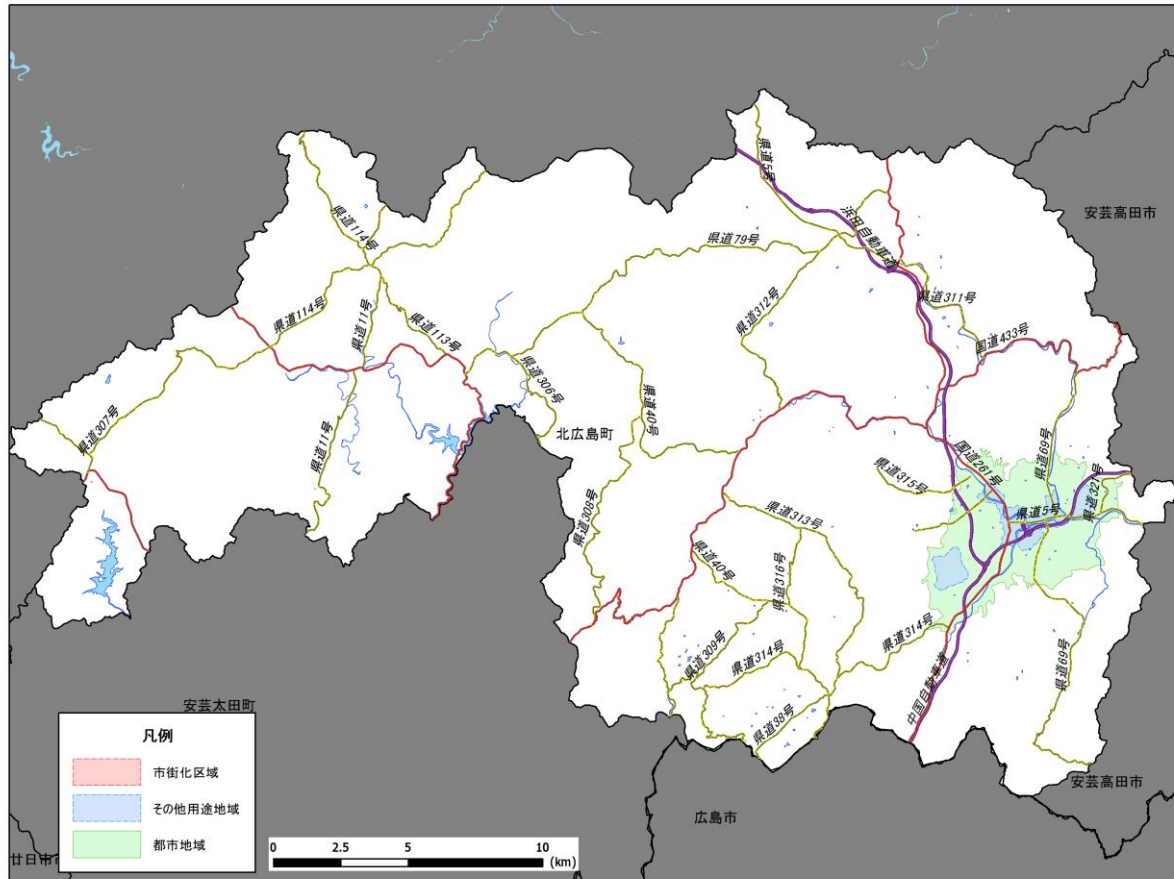 県道5号
安芸高田市
県道114号
浜田自動車道
県道79号
県道114号
県道11号
県道113号
県道312号
県道311号
国道433号
県道306号
県道40号
県道307号
県道11号
北広島町
国道261号
県道69号
県道315号
県道321号
県道5号
県道308号
県道313号
県道40号
県道316号
県道309号
県道314号
県道314号
県道69号
中国自動車道
県道38号
安芸太田町
安芸高田市
広島市
廿日市
凡例
市街化区域
その他用途地域
都市地域
0 2.5 5 10
(km)